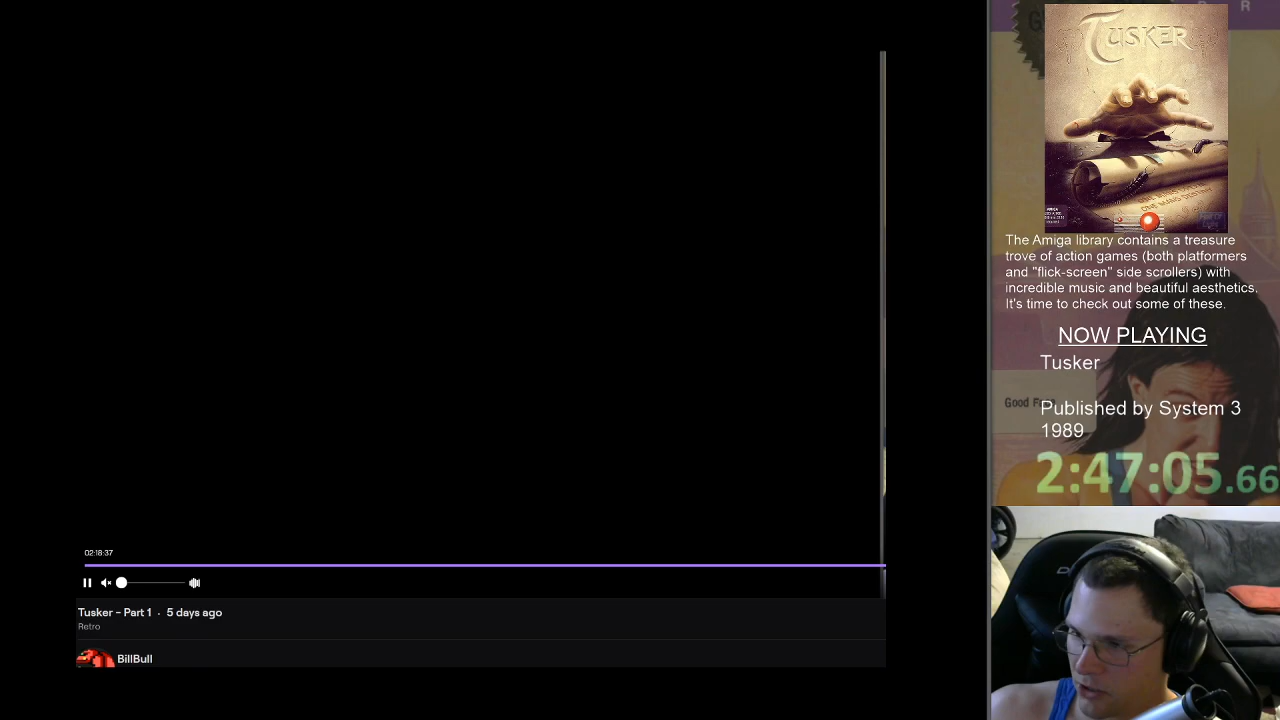 02:18:37
Tusker – Part 1 · 5 days ago
Retro
BillBull
TUSKER
The Amiga library contains a treasure
trove of action games (both platformers
and "flick-screen" side scrollers) with
incredible music and beautiful aesthetics.
It's time to check out some of these.
NOW PLAYING
Tusker
Good
Published by System 3
1989
2:47:05.66